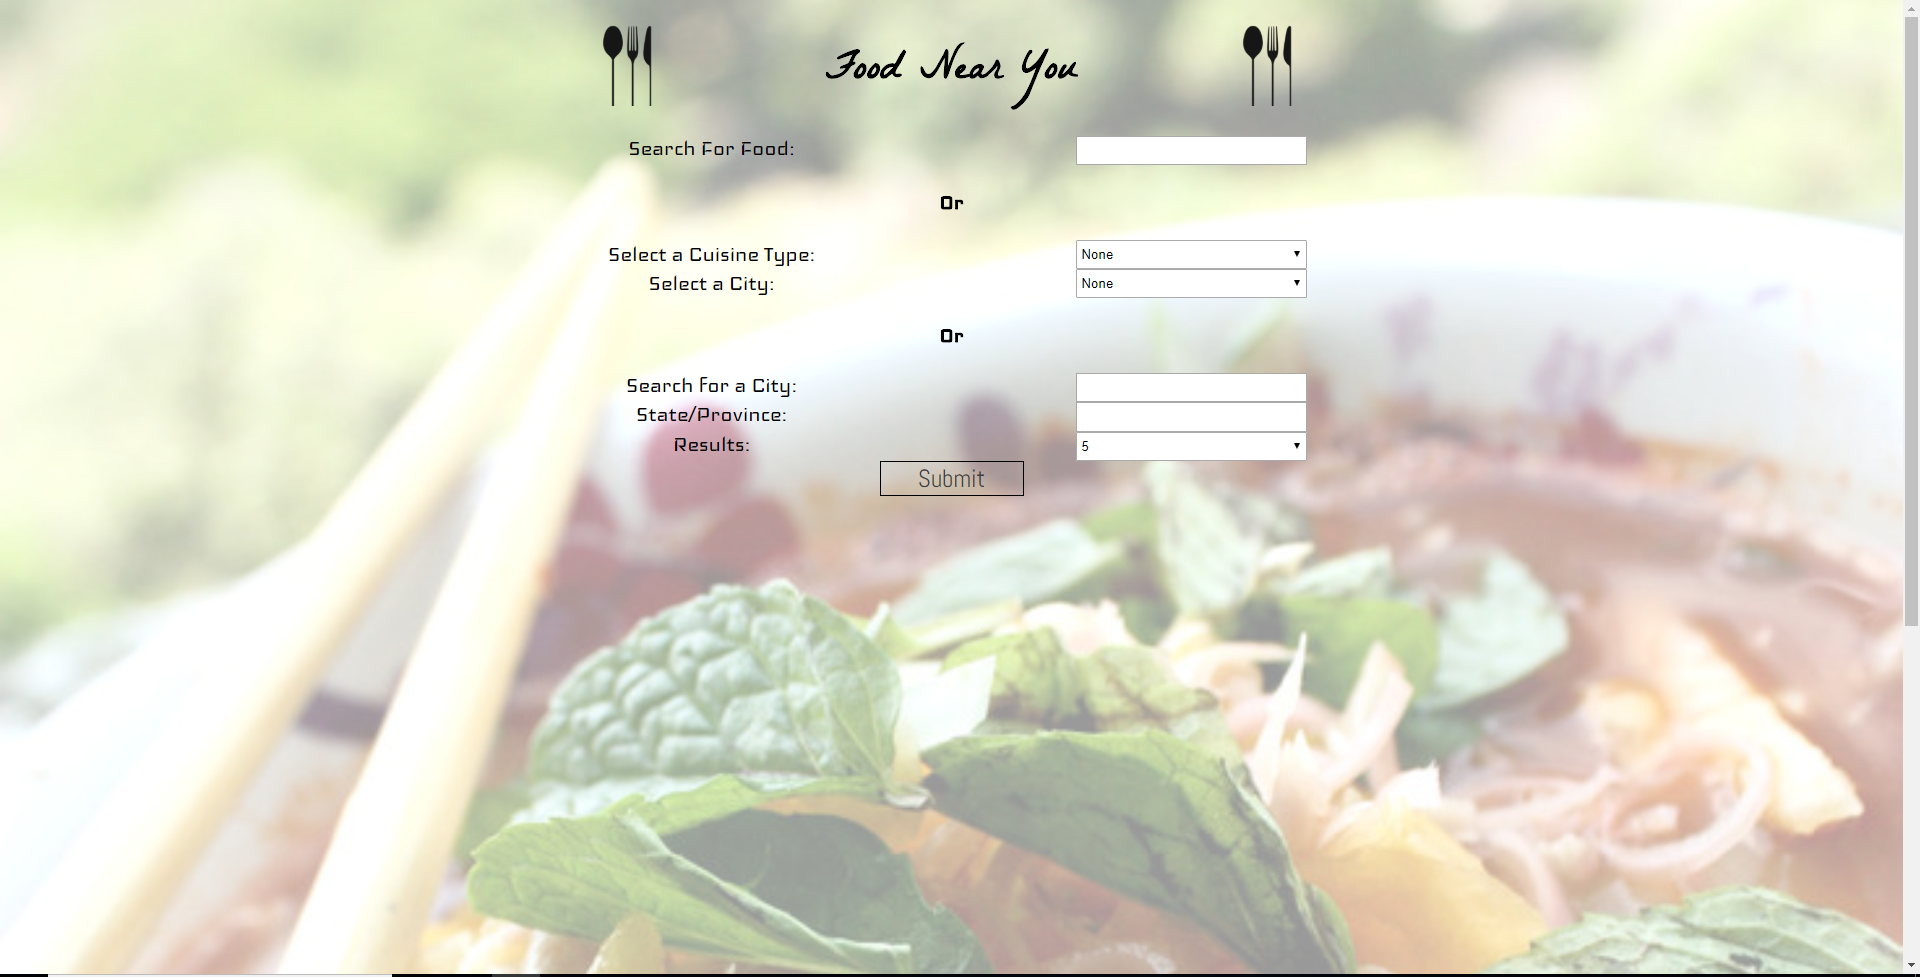 Food Near You
Search For Food:
Or
Select a Cuisine Type: None
Select a City: None
Or
Search For a City:
State/Province:
Results: 5
Submit